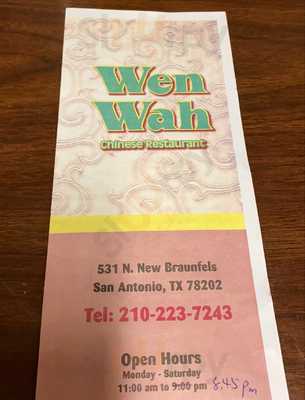 Wen
Wah
Chinese Restaurant
531 N. New Braunfels
San Antonio, TX 78202
Tel: 210-223-7243
Open Hours
Monday - Saturday
11:00 am to 9:00 pm 8:45 pm